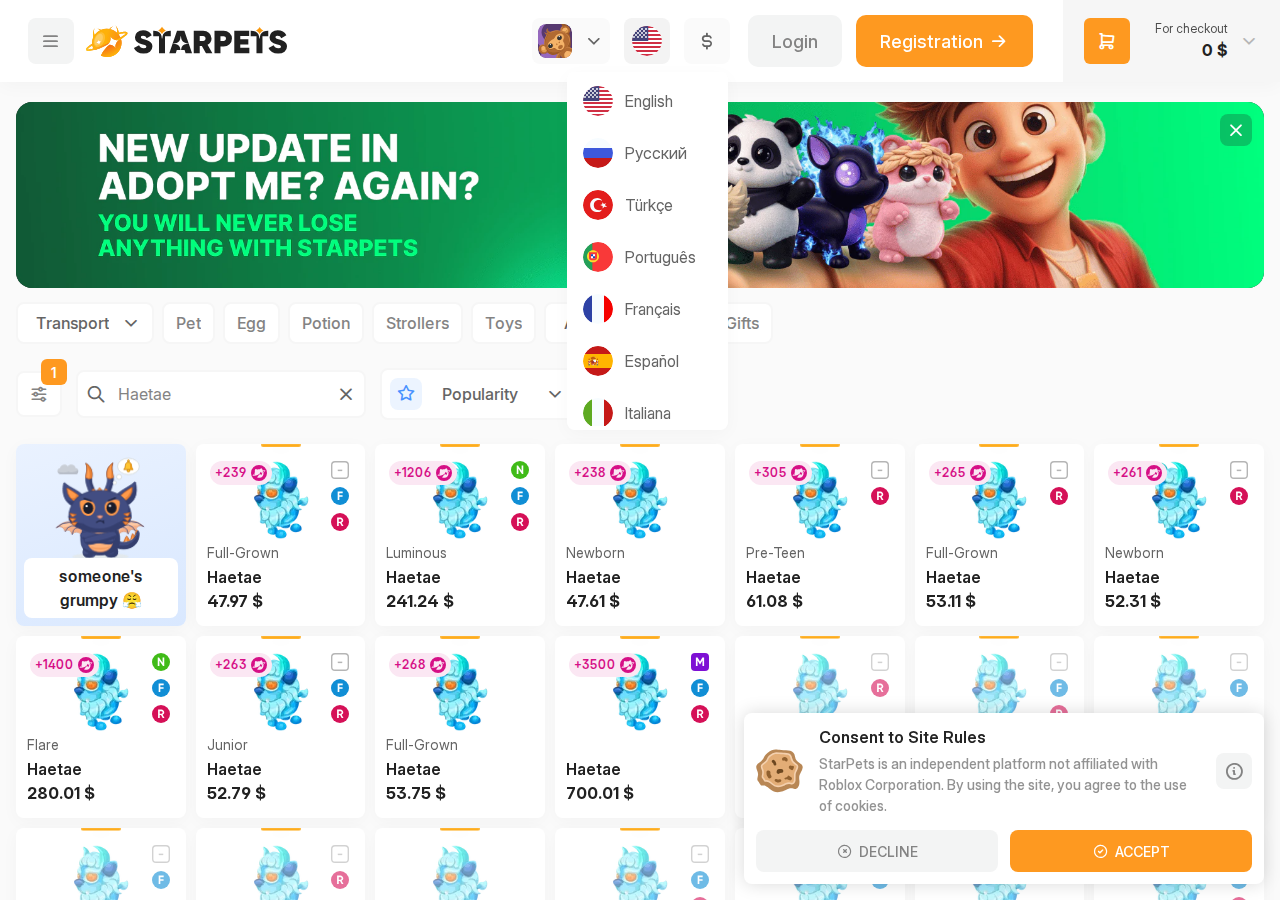 STARPETS
$
Login
Registration
For checkout
0 $
NEW UPDATE IN
ADOPT ME? AGAIN?
YOU WILL NEVER LOSE
ANYTHING WITH STARPETS
English
Русский
Türkçe
Português
Français
Español
Italiana
Transport
Pet
Egg
Potion
Strollers
Toys
Gifts
1
Haetae
Popularity
someone's
grumpy
+239
F
R
Full-Grown
Haetae
47.97 $
+1206
N
F
R
Luminous
Haetae
241.24 $
+238
Newborn
Haetae
47.61 $
+305
R
Pre-Teen
Haetae
61.08 $
+265
R
Full-Grown
Haetae
53.11 $
+261
R
Newborn
Haetae
52.31 $
+1400
N
F
R
Flare
Haetae
280.01 $
+263
F
R
Junior
Haetae
52.79 $
+268
Full-Grown
Haetae
53.75 $
+3500
M
F
R
Haetae
700.01 $
R
F
R
F
Consent to Site Rules
StarPets is an independent platform not affiliated with
Roblox Corporation. By using the site, you agree to the use
of cookies.
DECLINE
ACCEPT
F
R
F